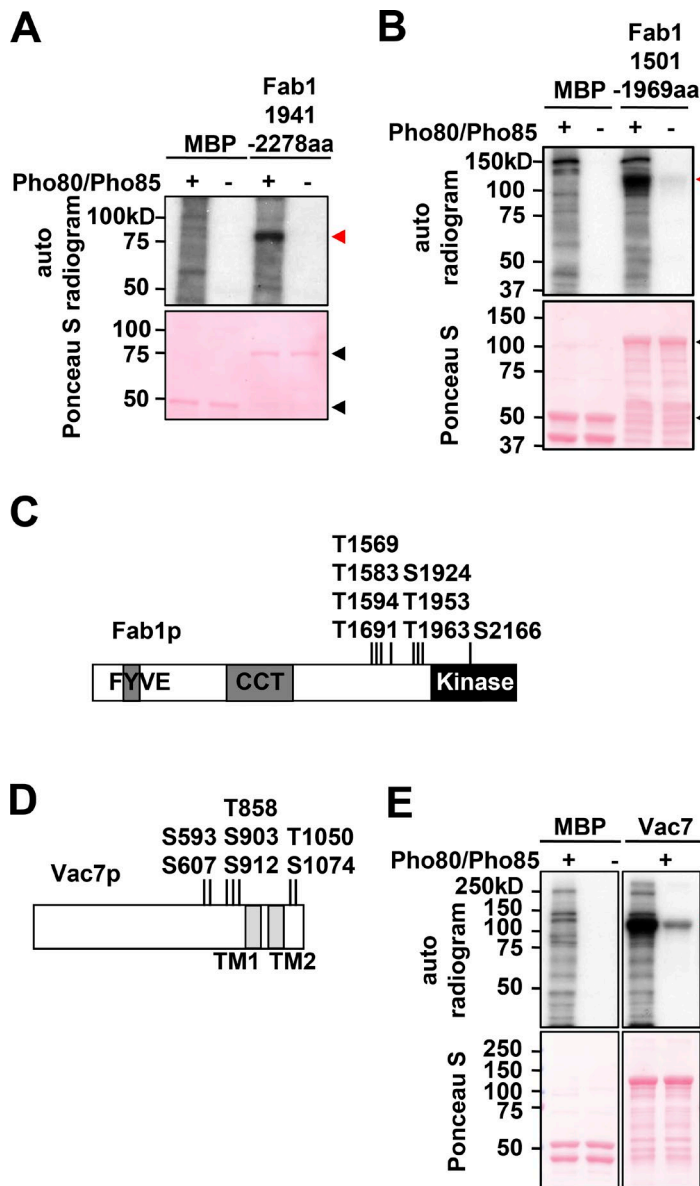 A
Fab1
1941
MBP -2278aa
Pho80/Pho85 + - + -
auto radiogram
100kD
75
50
Ponceau S
100
75
50
B
Fab1
1501
MBP -1969aa
Pho80/Pho85 + - + -
auto radiogram
150kD
100
75
50
37
Ponceau S
150
100
75
50
37
C
T1569
T1583 S1924
T1594 T1953
T1691 T1963 S2166
Fab1p
FYVE CCT Kinase
D
T858
S593 S903 T1050
S607 S912 S1074
Vac7p
TM1 TM2
E
MBP Vac7
Pho80/Pho85 + - +
auto
radiogram
250kD
150
100
75
50
Ponceau S
250
150
100
75
50